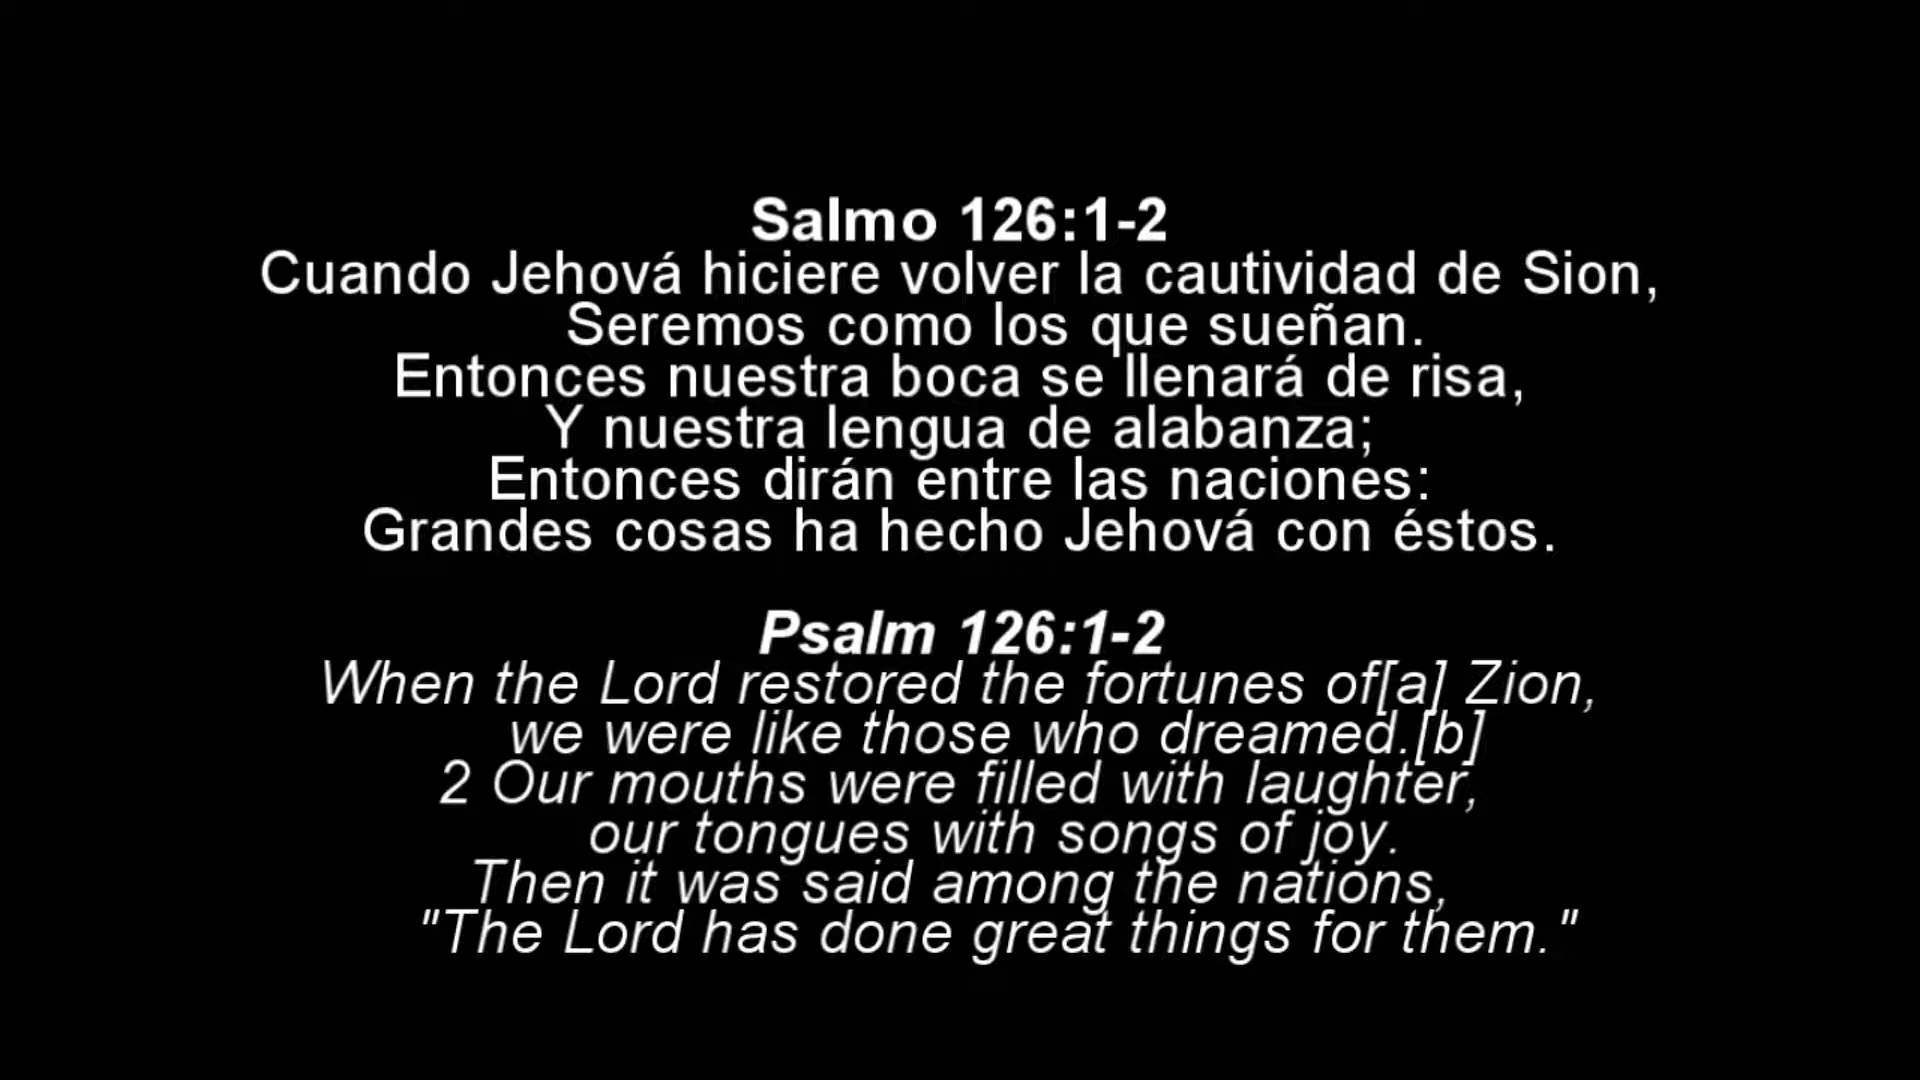 Salmo 126:1-2
Cuando Jehová hiciere volver la cautividad de Sion,
Seremos como los que sueñan.
Entonces nuestra boca se llenará de risa,
Y nuestra lengua de alabanza;
Entonces dirán entre las naciones:
Grandes cosas ha hecho Jehová con éstos.
Psalm 126:1-2
When the Lord restored the fortunes of[a] Zion,
we were like those who dreamed.[b]
2 Our mouths were filled with laughter,
our tongues with songs of joy.
Then it was said among the nations,
"The Lord has done great things for them."